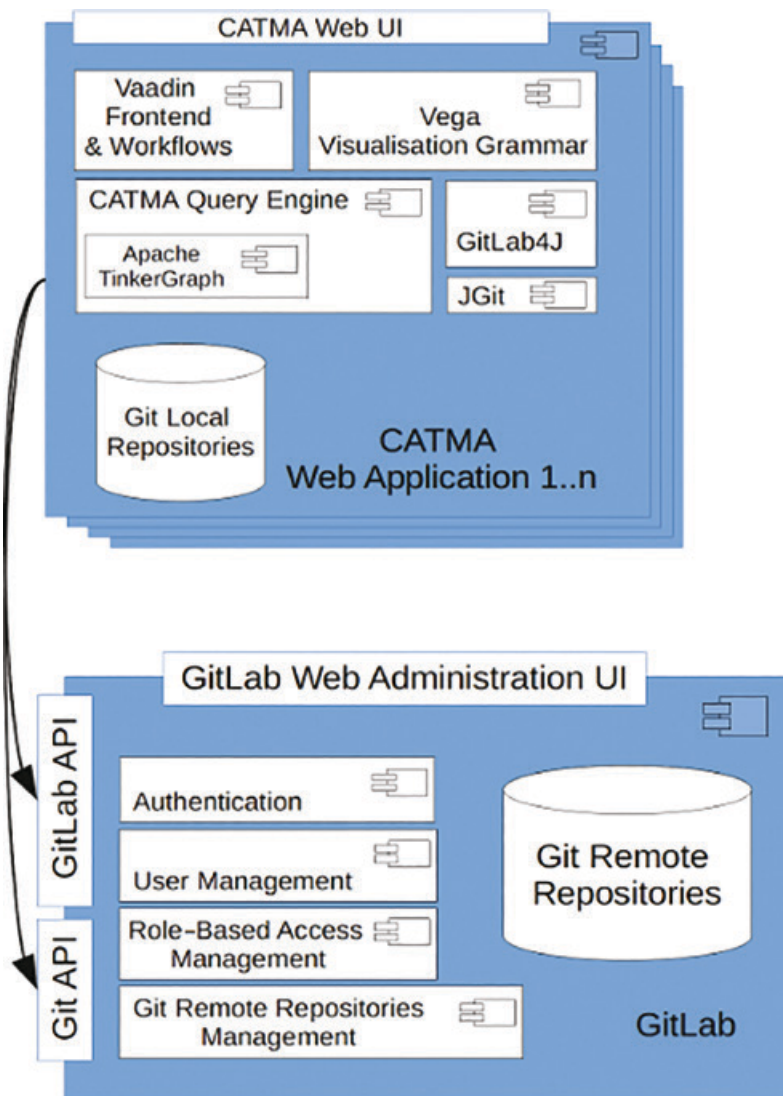 CATMA Web UI
Vaadin
Frontend
& Workflows
Vega
Visualisation Grammar
CATMA Query Engine
Apache
TinkerGraph
GitLab4J
JGit
Git Local
Repositories
CATMA
Web Application 1..n
GitLab Web Administration UI
GitLab API
Git API
Authentication
User Management
Role-Based Access
Management
Git Remote Repositories
Management
Git Remote
Repositories
GitLab